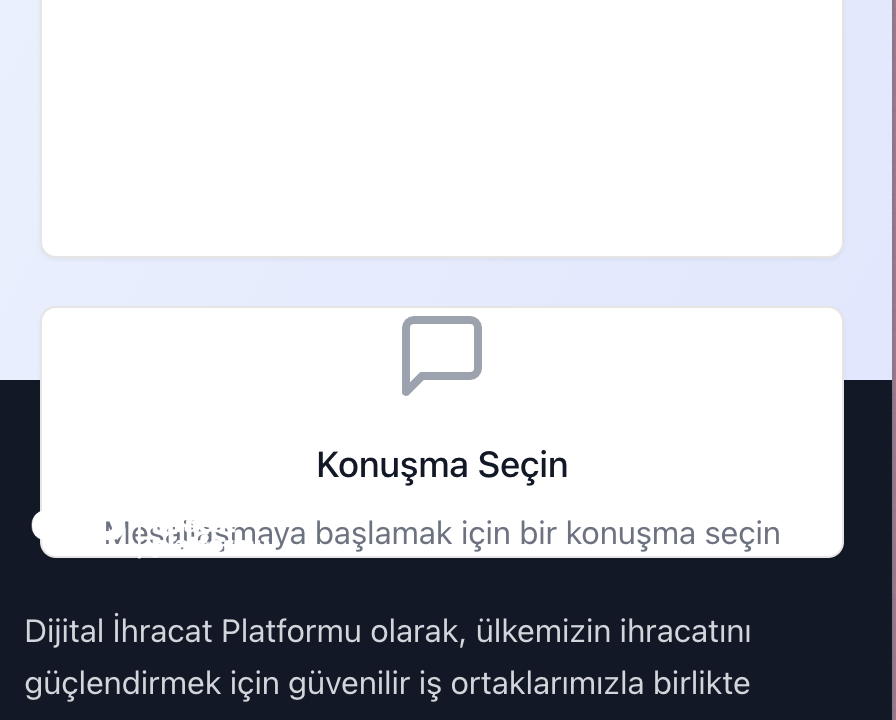 Konuşma Seçin
Mesajlaşmaya başlamak için bir konuşma seçin
Dijital İhracat Platformu olarak, ülkemizin ihracatını
güçlendirmek için güvenilir iş ortaklarımızla birlikte